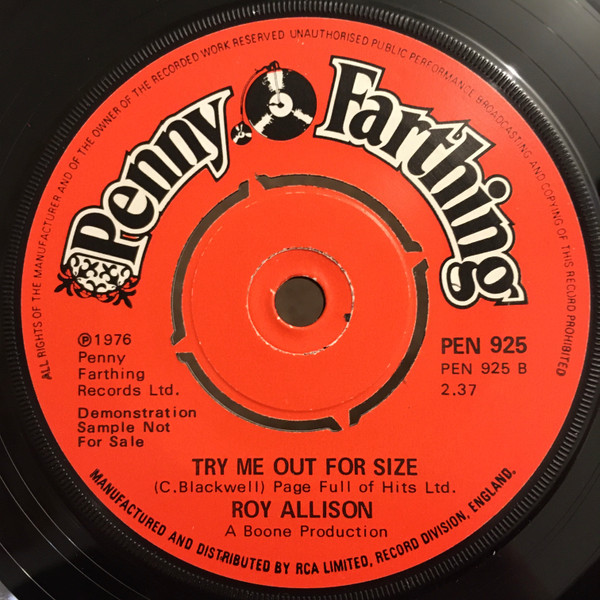 ALL RIGHTS OF THE MANUFACTURER AND OF THE OWNER OF THE RECORDED WORK RESERVED UNAUTHORISED PUBLIC PERFORMANCE BROADCASTING AND COPYING OF THIS RECORD PROHIBITED
Penny Farthing
℗1976
Penny
Farthing
Records Ltd.
Demonstration
Sample Not
For Sale
PEN 925
PEN 925 B
2.37
TRY ME OUT FOR SIZE
(C.Blackwell) Page Full of Hits Ltd.
ROY ALLISON
A Boone Production
MANUFACTURED AND DISTRIBUTED BY RCA LIMITED, RECORD DIVISION, ENGLAND.